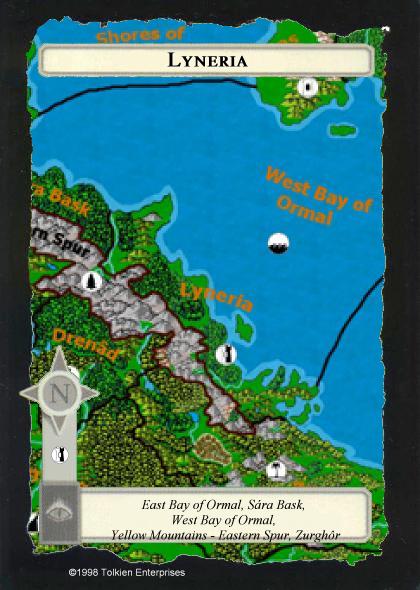 Shores of
Lyneria
West Bay of
Ormal
a Bask
rn Spur
Lyneria
Drenád
N
East Bay of Ormal, Sára Bask,
West Bay of Ormal,
Yellow Mountains - Eastern Spur, Zurghôr
©1998 Tolkien Enterprises